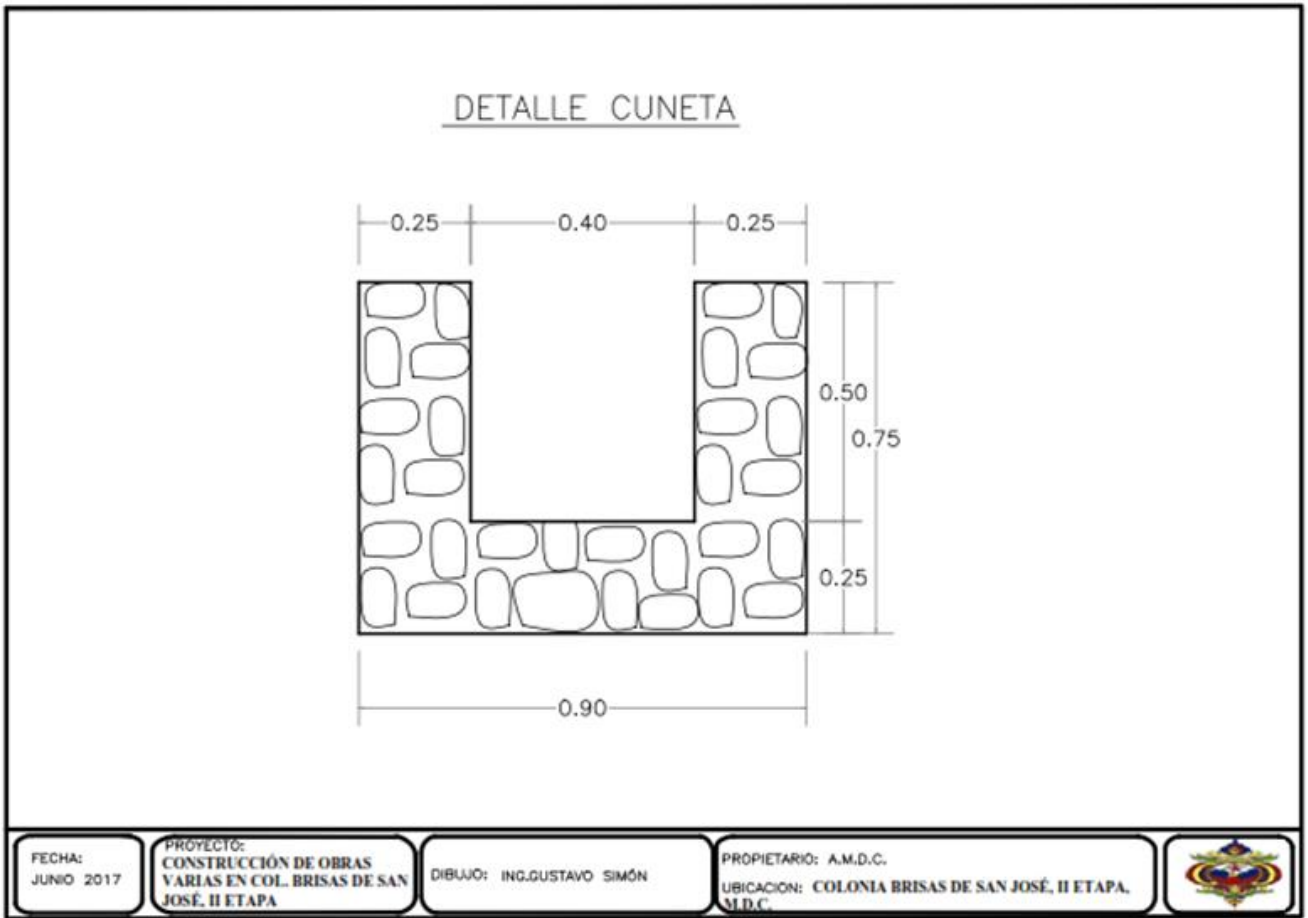 DETALLE CUNETA
0.25
0.40
0.25
0.50
0.75
0.25
0.90
FECHA:
JUNIO 2017
PROYECTO:
CONSTRUCCIÓN DE OBRAS
VARIAS EN COL. BRISAS DE SAN
JOSÉ, II ETAPA
DIBUJO: ING.GUSTAVO SIMÓN
PROPIETARIO: A.M.D.C.
UBICACION: COLONIA BRISAS DE SAN JOSÉ, II ETAPA,
M.D.C.